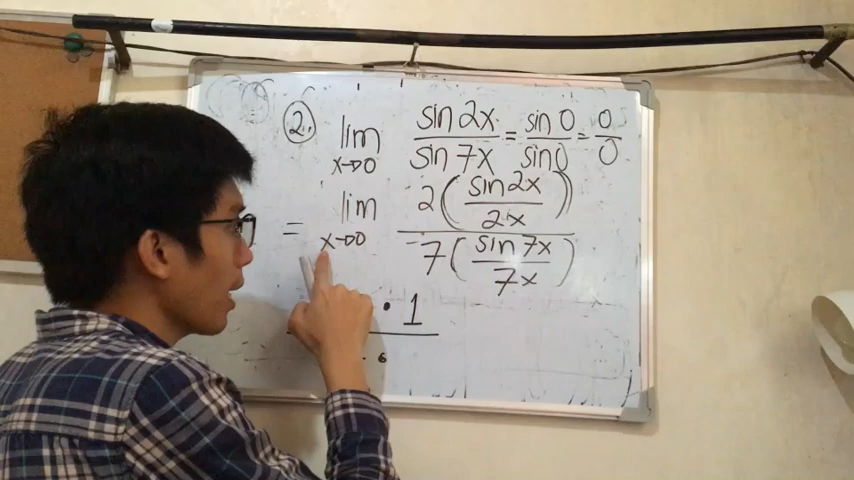 2. lim x→0 sin 2x / sin 7x = sin 0 / sin 0 = 0 / 0
= lim x→0 2 ( sin 2x / 2x ) / 7 ( sin 7x / 7x )
• 1